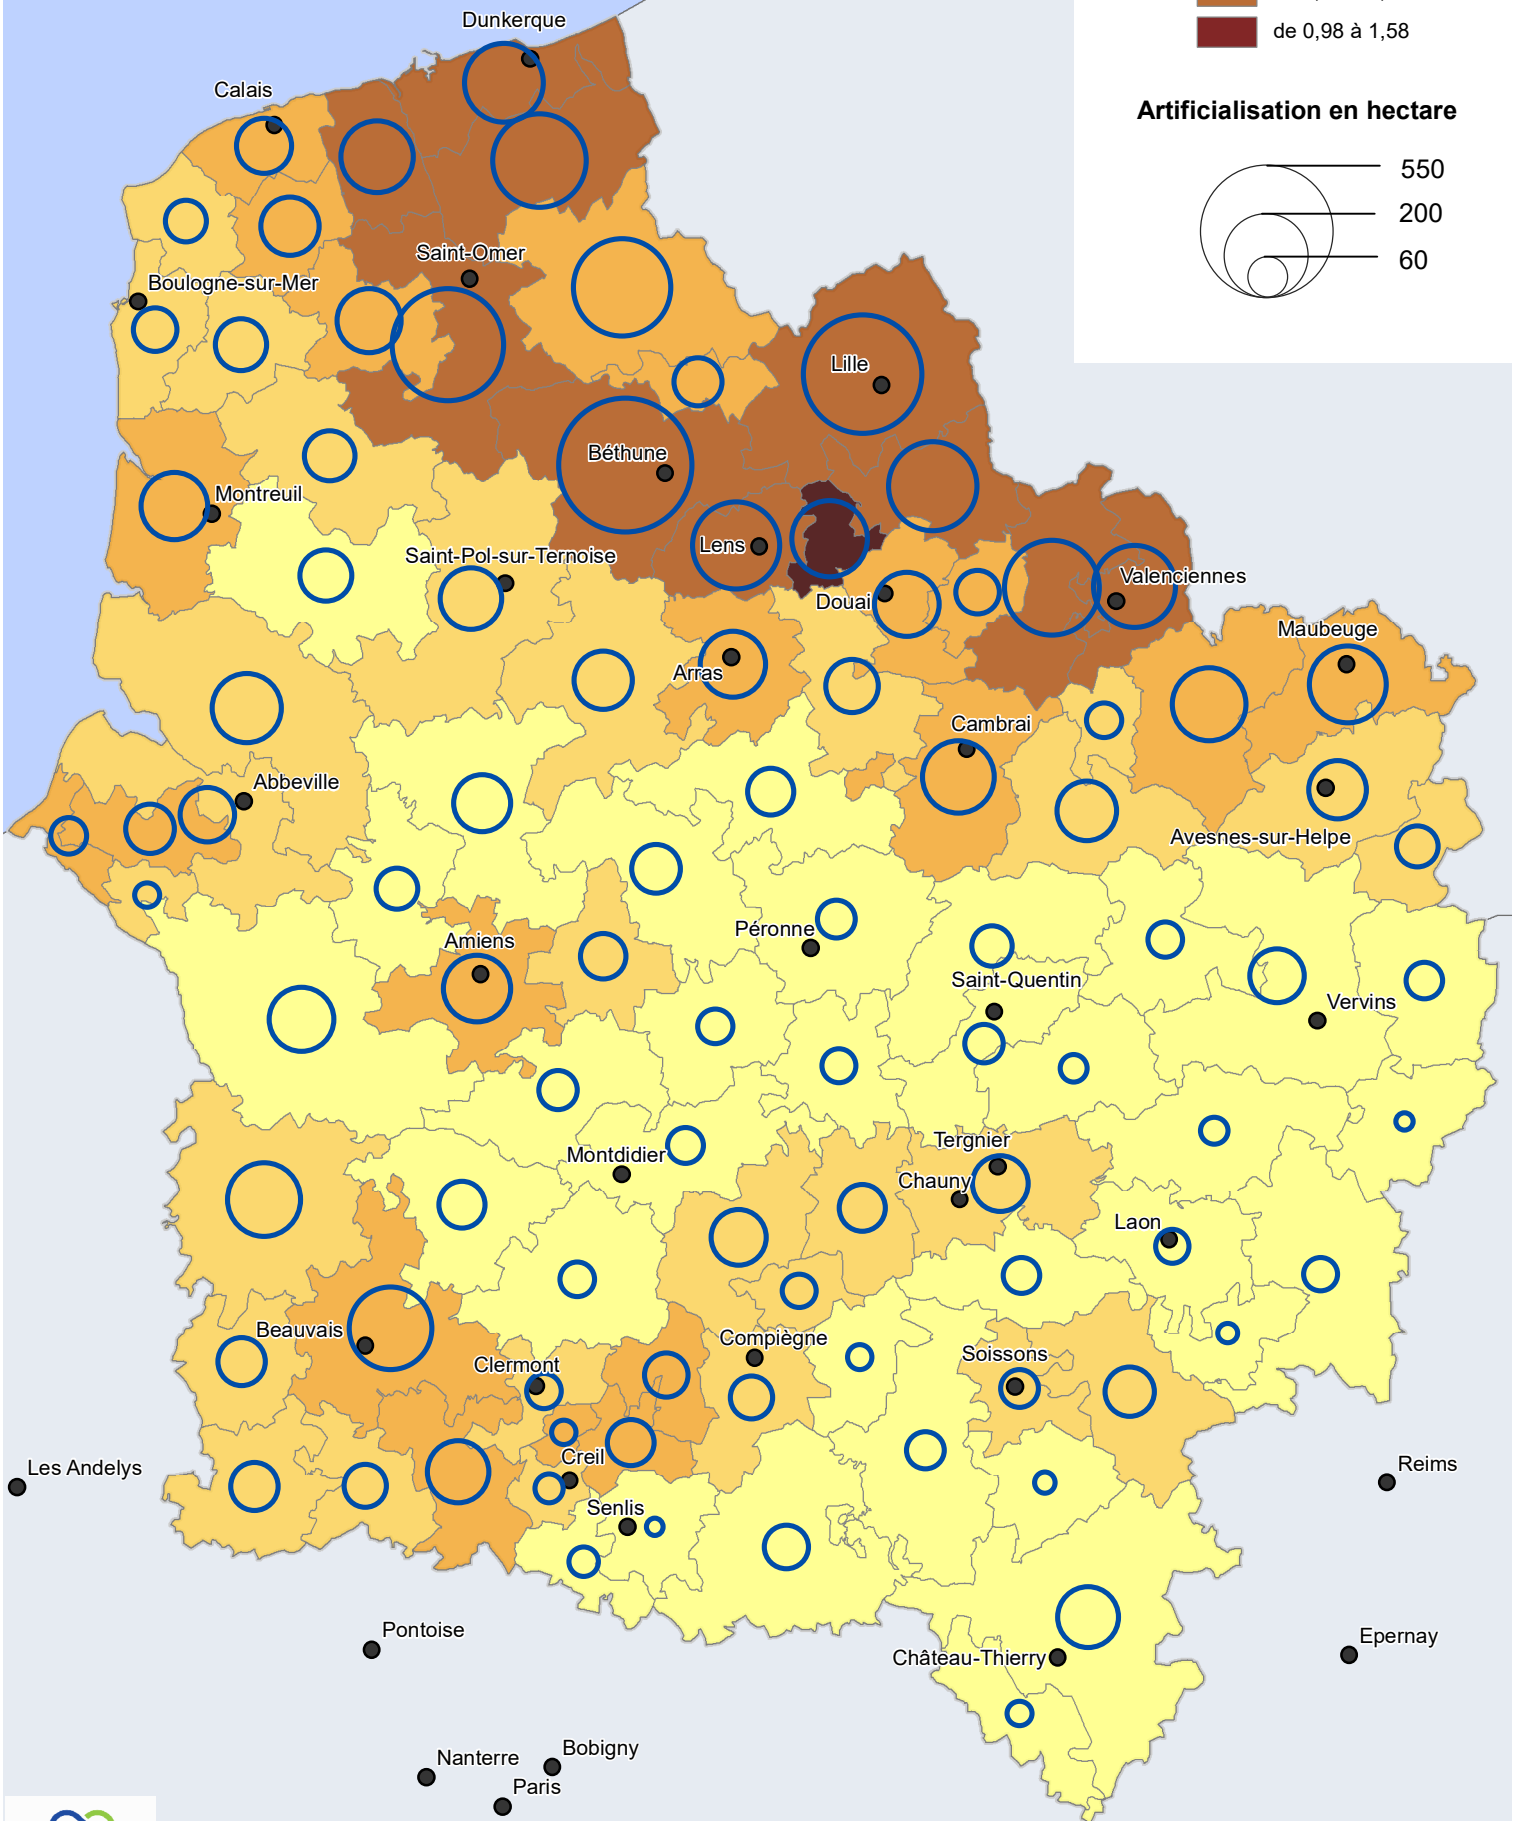 de 0,98 à 1,58
Artificialisation en hectare
550
200
60
Dunkerque
Calais
Saint-Omer
Boulogne-sur-Mer
Lille
Béthune
Montreuil
Lens
Saint-Pol-sur-Ternoise
Valenciennes
Douai
Maubeuge
Arras
Cambrai
Abbeville
Avesnes-sur-Helpe
Péronne
Amiens
Saint-Quentin
Vervins
Tergnier
Montdidier
Chauny
Laon
Beauvais
Compiègne
Soissons
Clermont
Creil
Les Andelys
Reims
Senlis
Pontoise
Epernay
Château-Thierry
Bobigny
Nanterre
Paris